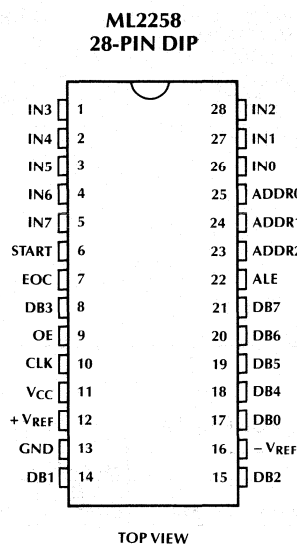 ML2258
28-PIN DIP
IN3 1 28 IN2
IN4 2 27 IN1
IN5 3 26 IN0
IN6 4 25 ADDR0
IN7 5 24 ADDR1
START 6 23 ADDR2
EOC 7 22 ALE
DB3 8 21 DB7
OE 9 20 DB6
CLK 10 19 DB5
VCC 11 18 DB4
+VREF 12 17 DB0
GND 13 16 −VREF
DB1 14 15 DB2
TOP VIEW